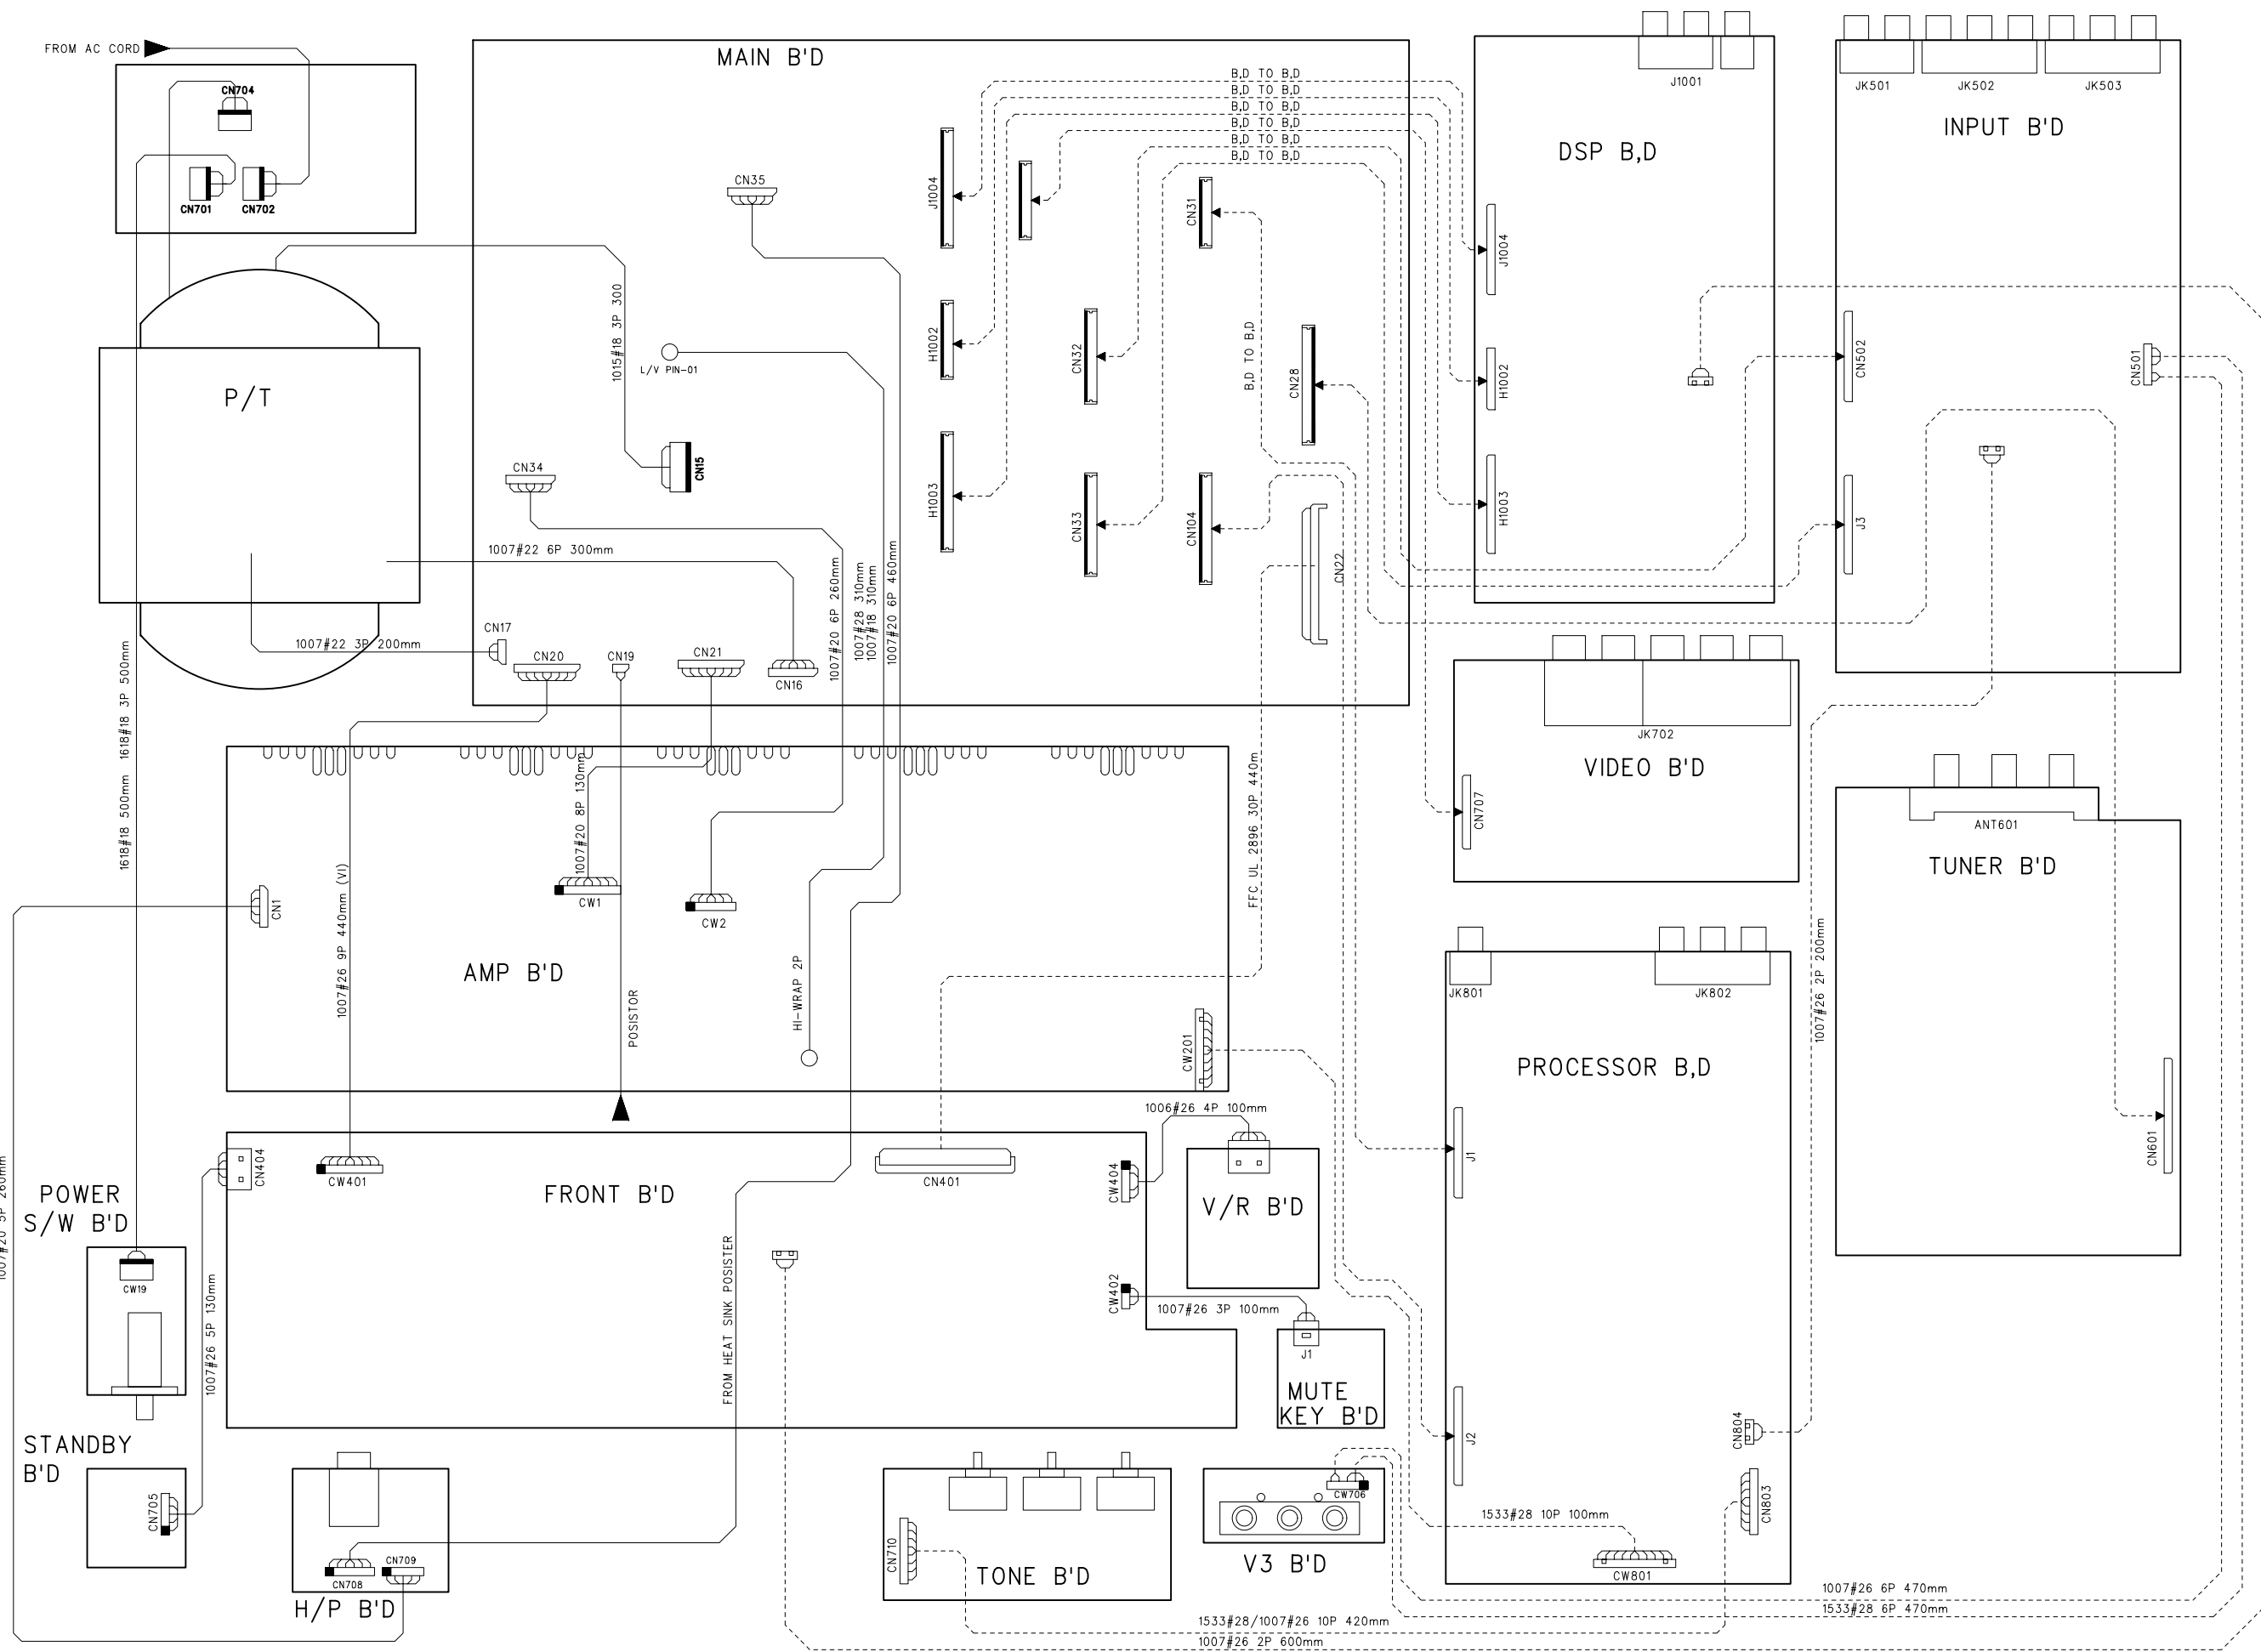 FROM AC CORD
CN704
CN701
CN702
P/T
1015#18 3P 300
1007#22 6P 300mm
1007#22 3P 200mm
1618#18 500mm 1618#18 3P 500mm
MAIN B'D
CN35
L/V PIN-01
CN15
CN34
CN17
CN20
CN19
CN21
CN16
J1004
H1002
H1003
CN31
CN32
CN28
CN33
CN104
CN22
B,D TO B,D
B,D TO B,D
B,D TO B,D
B,D TO B,D
B,D TO B,D
B,D TO B,D
B,D TO B,D
1007#20 6P 260mm
1007#28 310mm
1007#18 310mm
1007#20 6P 460mm
J1001
DSP B,D
J1004
H1002
H1003
JK501
JK502
JK503
INPUT B'D
CN502
CN501
J3
JK702
VIDEO B'D
CN707
ANT601
TUNER B'D
CN601
1007#26 9P 440mm (VI)
1007#20 8P 130mm
CN1
CW1
CW2
AMP B'D
POSISTOR
HI-WRAP 2P
CW201
FFC UL 2896 30P 440m
JK801
JK802
PROCESSOR B,D
J1
J2
CN804
CN803
1533#28 10P 100mm
CW801
1007#26 2P 200mm
1007#20 5P 260mm
POWER
S/W B'D
CW19
1007#26 5P 130mm
CN404
CW401
FRONT B'D
CN401
CW404
CW402
FROM HEAT SINK POSISTER
1006#26 4P 100mm
V/R B'D
1007#26 3P 100mm
J1
MUTE
KEY B'D
STANDBY
B'D
CN705
CN708
CN709
H/P B'D
CN710
TONE B'D
CW706
V3 B'D
1007#26 6P 470mm
1533#28 6P 470mm
1533#28/1007#26 10P 420mm
1007#26 2P 600mm